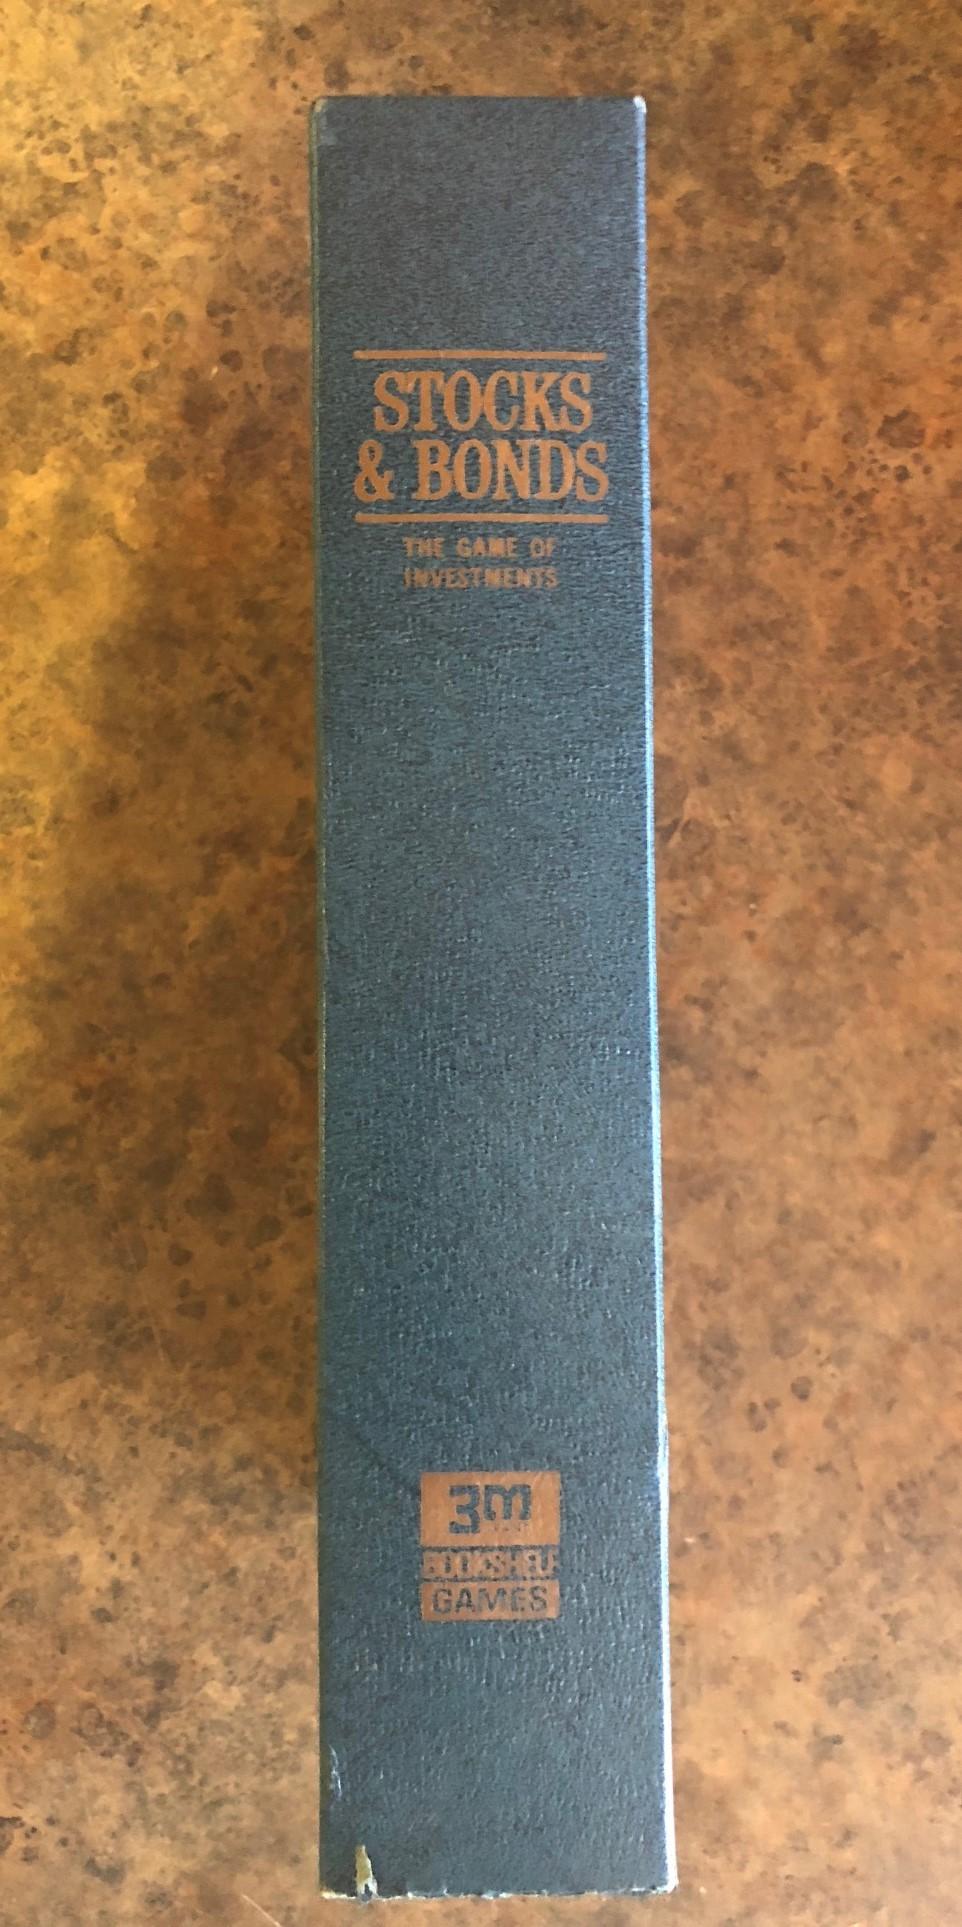 STOCKS
& BONDS
THE GAME OF
INVESTMENTS
3m
BOOKSHELF
GAMES